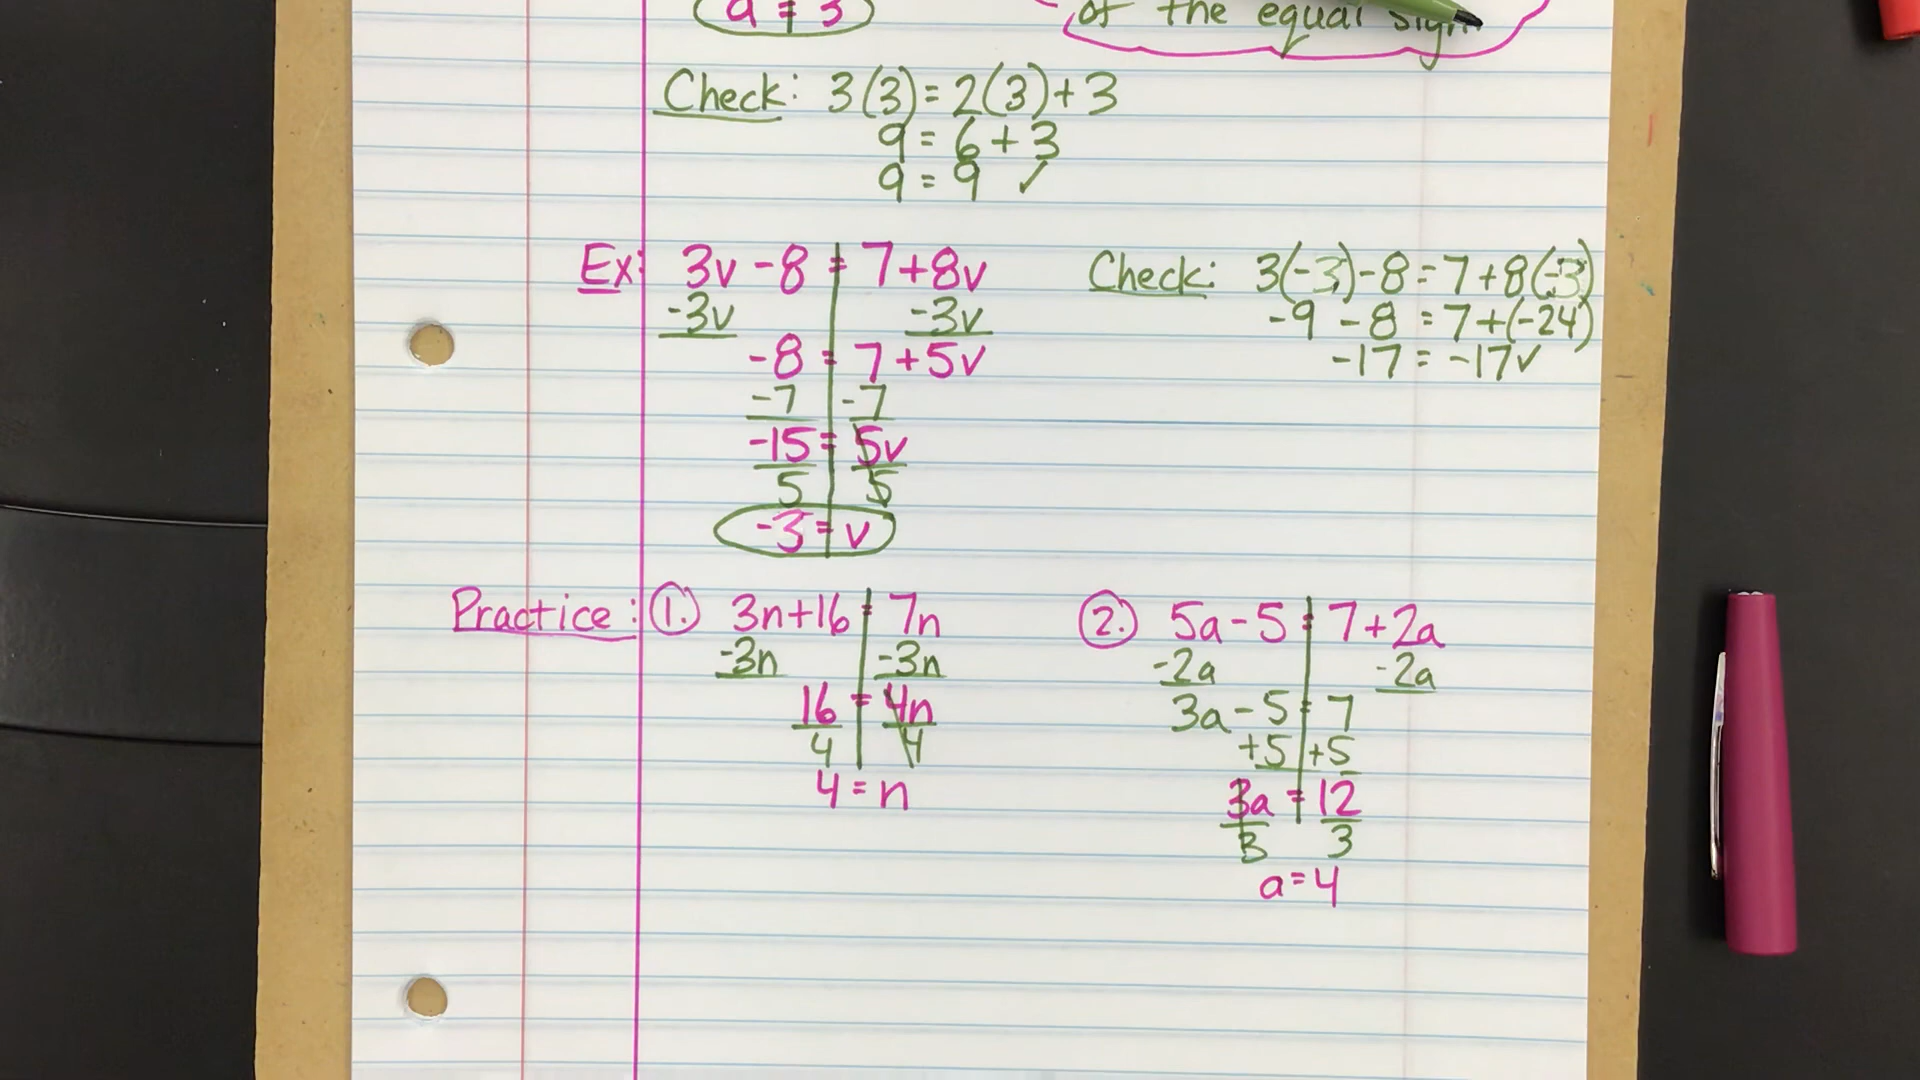 a = 3
of the equal sign
Check: 3(3) = 2(3) + 3
9 = 6 + 3
9 = 9 ✓
Ex: 3v - 8 = 7 + 8v
-3v -3v
-8 = 7 + 5v
-7 -7
-15 = 5v
5 5
-3 = v
Check: 3(-3) - 8 = 7 + 8(-3)
-9 - 8 = 7 + (-24)
-17 = -17 ✓
Practice: 1. 3n + 16 = 7n
-3n -3n
16 = 4n
4 4
4 = n
2. 5a - 5 = 7 + 2a
-2a -2a
3a - 5 = 7
+5 +5
3a = 12
3 3
a = 4